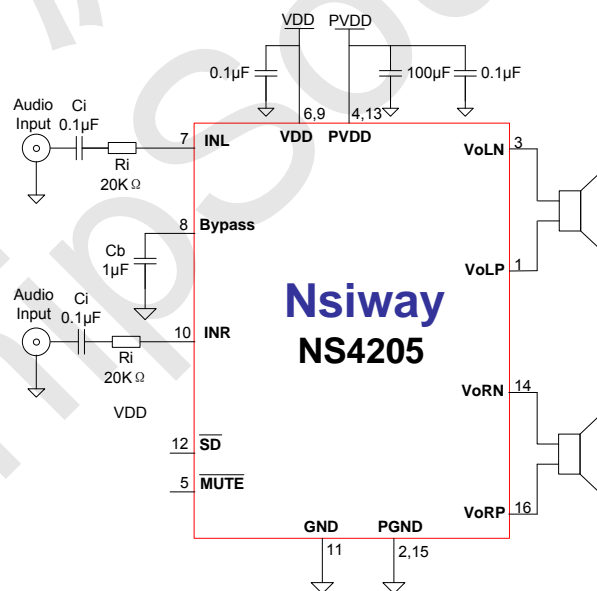 VDD PVDD
0.1μF 100μF 0.1μF
6,9 4,13
VDD PVDD
Audio
Input
Ci
0.1μF
Ri
20KΩ
7 INL
8 Bypass
Cb
1μF
Audio
Input
Ci
0.1μF
Ri
20KΩ
10 INR
VDD
12 SD
5 MUTE
Nsiway
NS4205
VoLN 3
VoLP 1
VoRN 14
VoRP 16
GND PGND
11 2,15